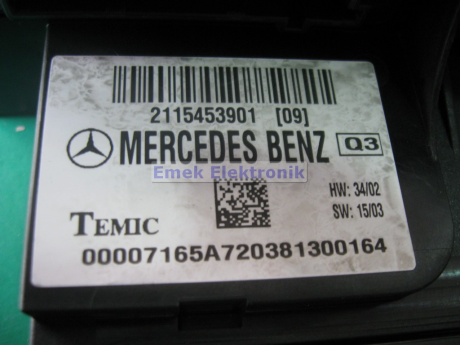 2115453901 [09]
MERCEDES BENZ Q3
Emek Elektronik
HW: 34/02
SW: 15/03
TEMIC
00007165A720381300164